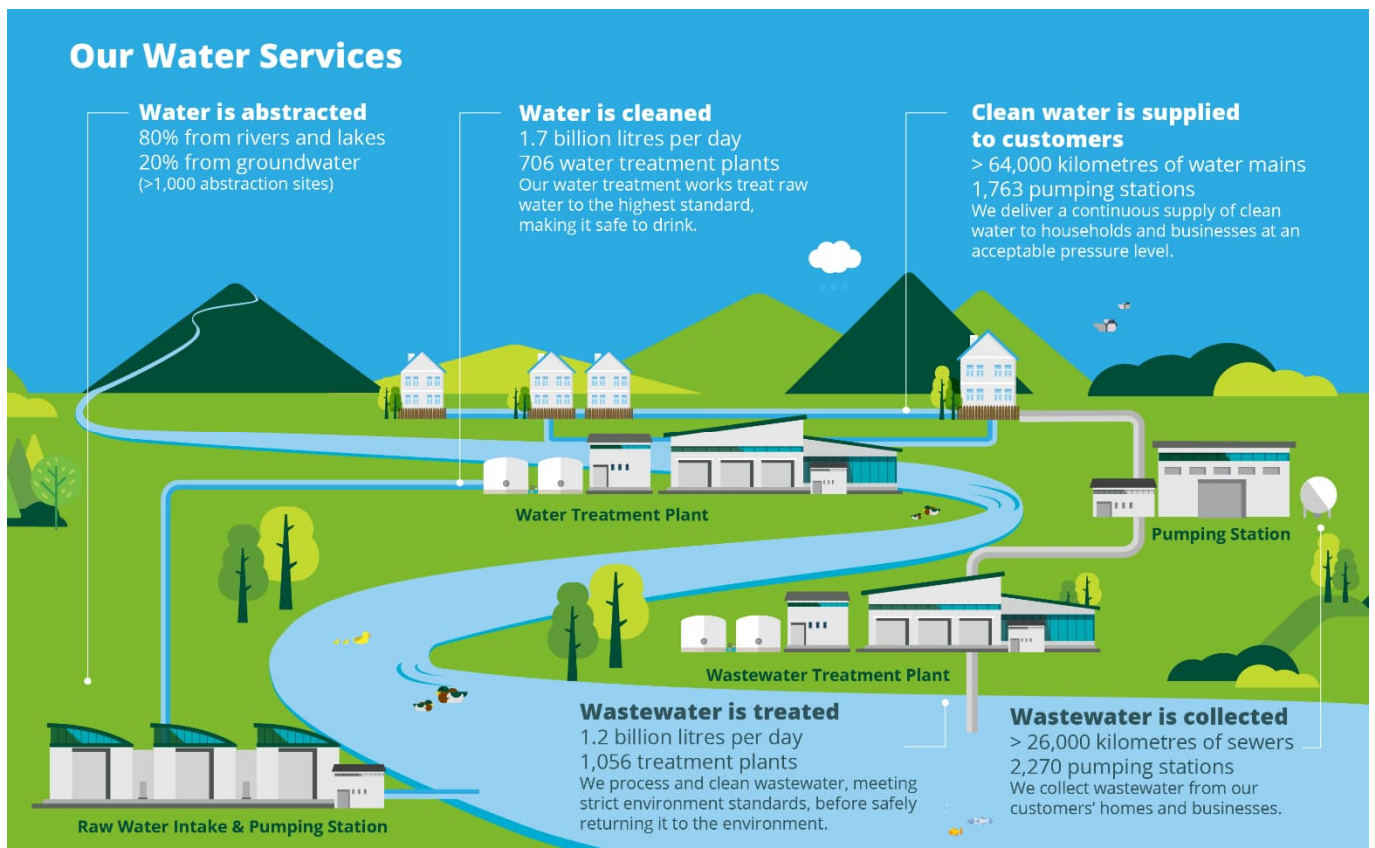 Our Water Services
Water is abstracted
80% from rivers and lakes
20% from groundwater
(>1,000 abstraction sites)
Water is cleaned
1.7 billion litres per day
706 water treatment plants
Our water treatment works treat raw
water to the highest standard,
making it safe to drink.
Clean water is supplied
to customers
> 64,000 kilometres of water mains
1,763 pumping stations
We deliver a continuous supply of clean
water to households and businesses at an
acceptable pressure level.
Water Treatment Plant
Pumping Station
Wastewater Treatment Plant
Wastewater is treated
1.2 billion litres per day
1,056 treatment plants
We process and clean wastewater, meeting
strict environment standards, before safely
returning it to the environment.
Wastewater is collected
> 26,000 kilometres of sewers
2,270 pumping stations
We collect wastewater from our
customers’ homes and businesses.
Raw Water Intake & Pumping Station